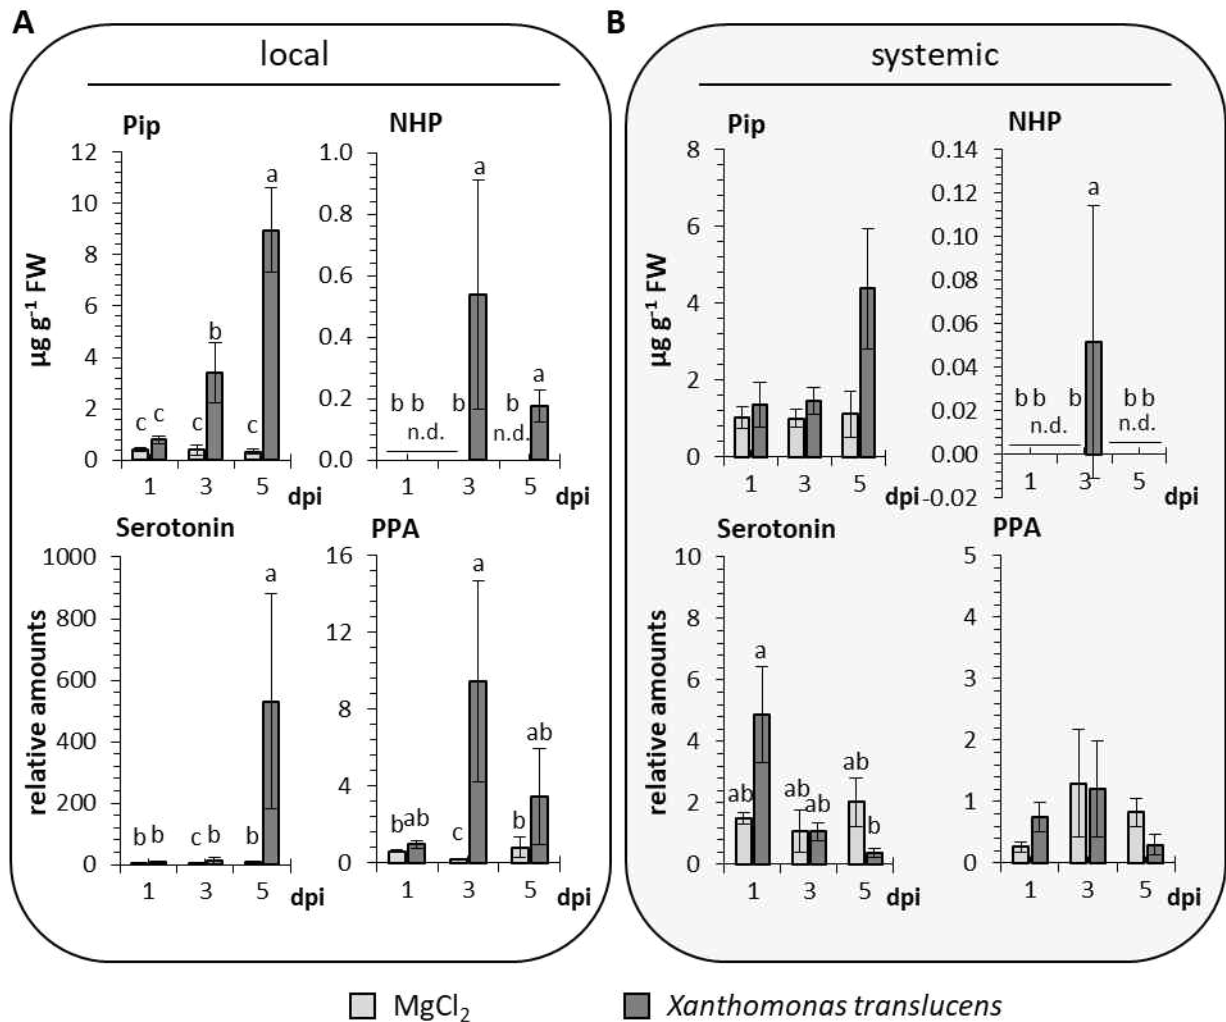 A
local
Pip
µg g⁻¹ FW
12
10
8
6
4
2
0
c c
c b
c a
1 3 5 dpi
NHP
1.0
0.8
0.6
0.4
0.2
0.0
b b b a
n.d.
b a
n.d.
1 3 5
Serotonin
relative amounts
1000
800
600
400
200
0
b b
c b
b a
1 3 5 dpi
PPA
16
12
8
4
0
b ab
c a
b ab
1 3 5 dpi
B
systemic
Pip
µg g⁻¹ FW
8
6
4
2
0
1 3 5 dpi
NHP
0.14
0.12
0.10
0.08
0.06
0.04
0.02
0.00
-0.02
b b b a
n.d.
b b
n.d.
1 3 5
Serotonin
relative amounts
10
8
6
4
2
0
ab a
ab ab
ab b
1 3 5 dpi
PPA
5
4
3
2
1
0
1 3 5
MgCl₂
Xanthomonas translucens